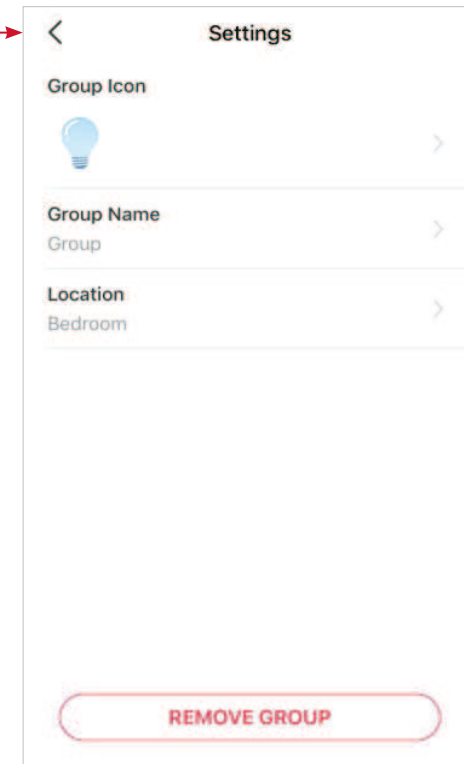 Settings
Group Icon
Group Name
Group
Location
Bedroom
REMOVE GROUP